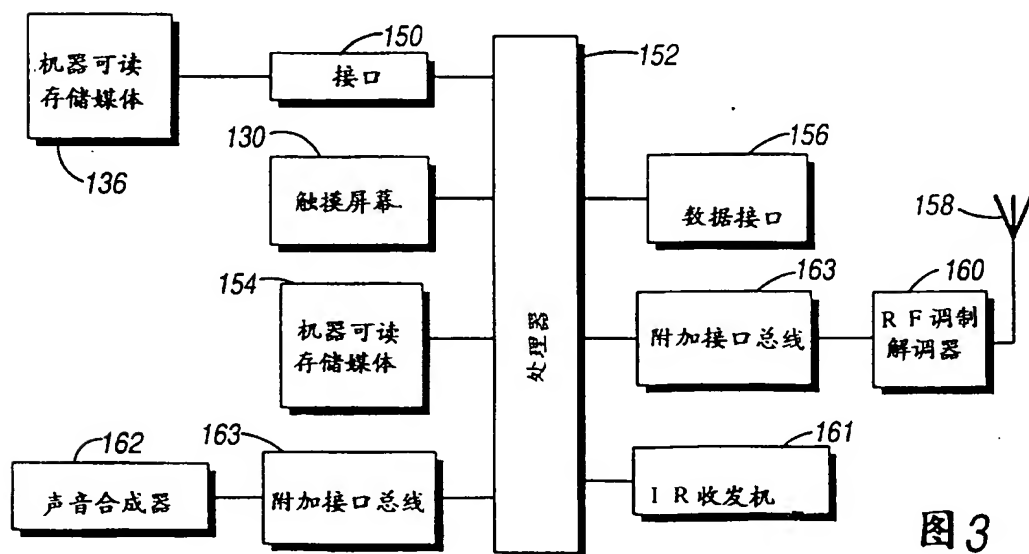 机器可读
存储媒体
136
150
接口
152
处理器
130
触摸屏幕
156
数据接口
154
机器可读
存储媒体
163
附加接口总线
158
160
RF调制
解调器
162
声音合成器
163
附加接口总线
161
IR收发机
图3